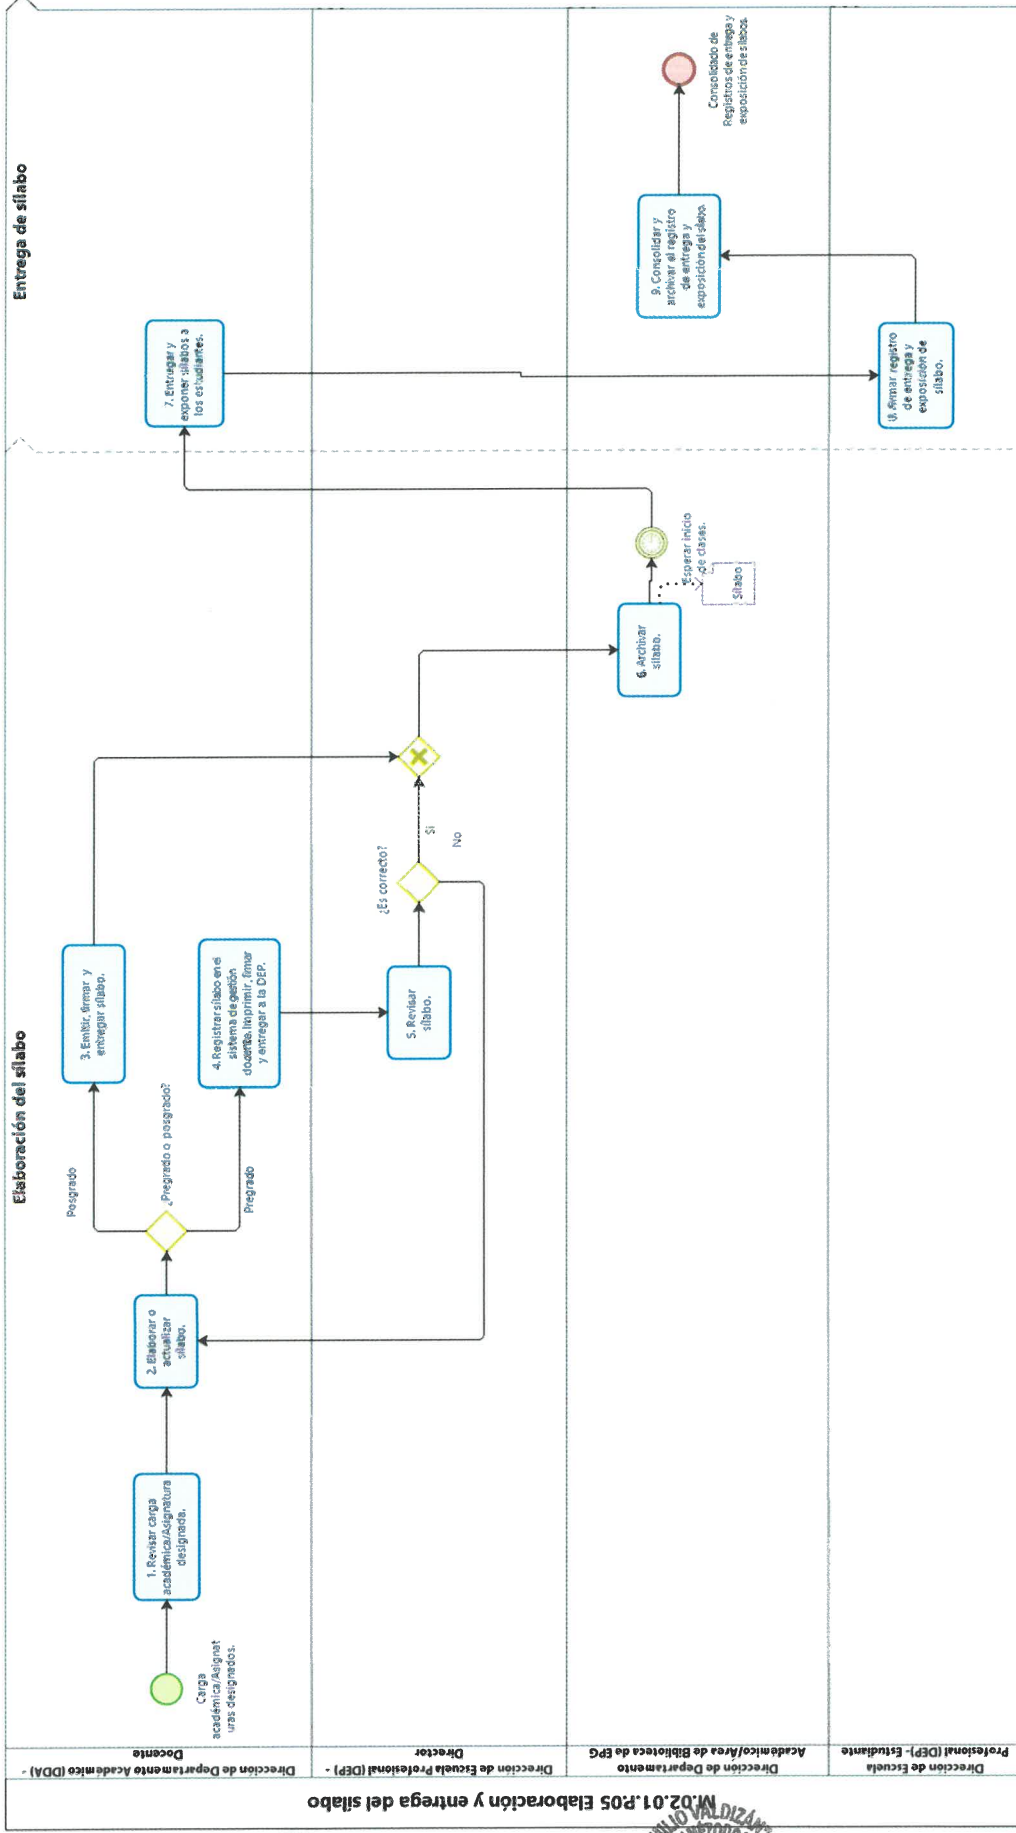 M.02.01.P.05 Elaboración y entrega del sílabo
Elaboración del sílabo
Entrega de sílabo
Dirección de Departamento Académico (DDA) -
Docente
Dirección de Escuela Profesional (DEP) -
Director
Dirección de Departamento
Académico/Area de Biblioteca de EPG
Dirección de Escuela
Profesional (DEP)- Estudiante
Carga
académica/Asignat
uras designados.
1. Revisar carga
académica/Asignatura
designada.
2. Elaborar o
actualizar
sílabo.
¿Pregrado o posgrado?
Posgrado
Pregrado
3. Emitir, firmar y
entregar sílabo.
4. Registrar sílabo en el
sistema de gestión
docente. Imprimir, firmar
y entregar a la DEP.
5. Revisar
sílabo.
¿Es correcto?
Si
No
6. Archivar
sílabo.
Esperar inicio
de clases.
Sílabo
7. Entregar y
exponer sílabos a
los estudiantes.
firmar registro
de entrega y
exposición de
sílabo.
9. Consolidar y
archivar el registro
de entrega y
exposición del sílabo.
Consolidado de
Registros de entrega y
exposición de sílabos.
VALDIZÁN